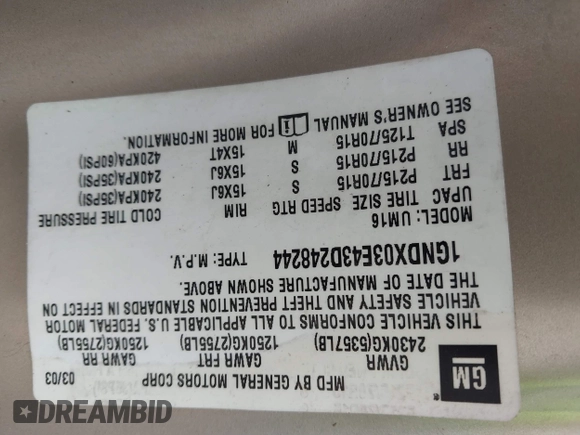 MFD BY GENERAL MOTORS CORP 03/03
GM ®
GVWR GAWR FRT GAWR RR
2430KG(5357LB) 1250KG(2755LB) 1250KG(2755LB)
THIS VEHICLE CONFORMS TO ALL APPLICABLE U.S. FEDERAL MOTOR
VEHICLE SAFETY AND THEFT PREVENTION STANDARDS IN EFFECT ON
THE DATE OF MANUFACTURE SHOWN ABOVE.
1GNDX03E43D248244 TYPE: M.P.V.
MODEL: UM16
UPAC TIRE SIZE SPEED RTG RIM COLD TIRE PRESSURE
FRT P215/70R15 S 15X6J 240KPA(35PSI)
RR P215/70R15 S 15X6J 240KPA(35PSI)
SPA T125/70R15 M 15X4T 420KPA(60PSI)
SEE OWNER'S MANUAL FOR MORE INFORMATION.
DREAMBID